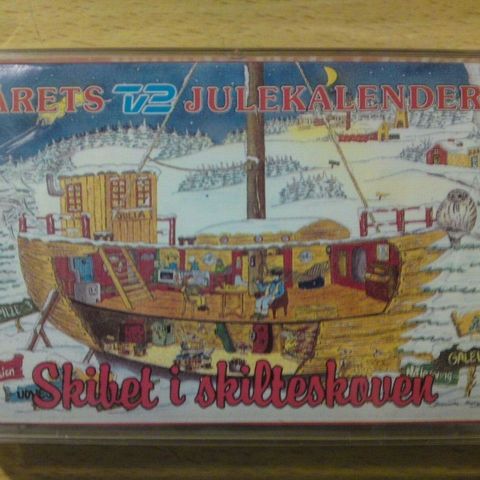 ÅRETS TV2 JULEKALENDER
Skibet i skilteskoven